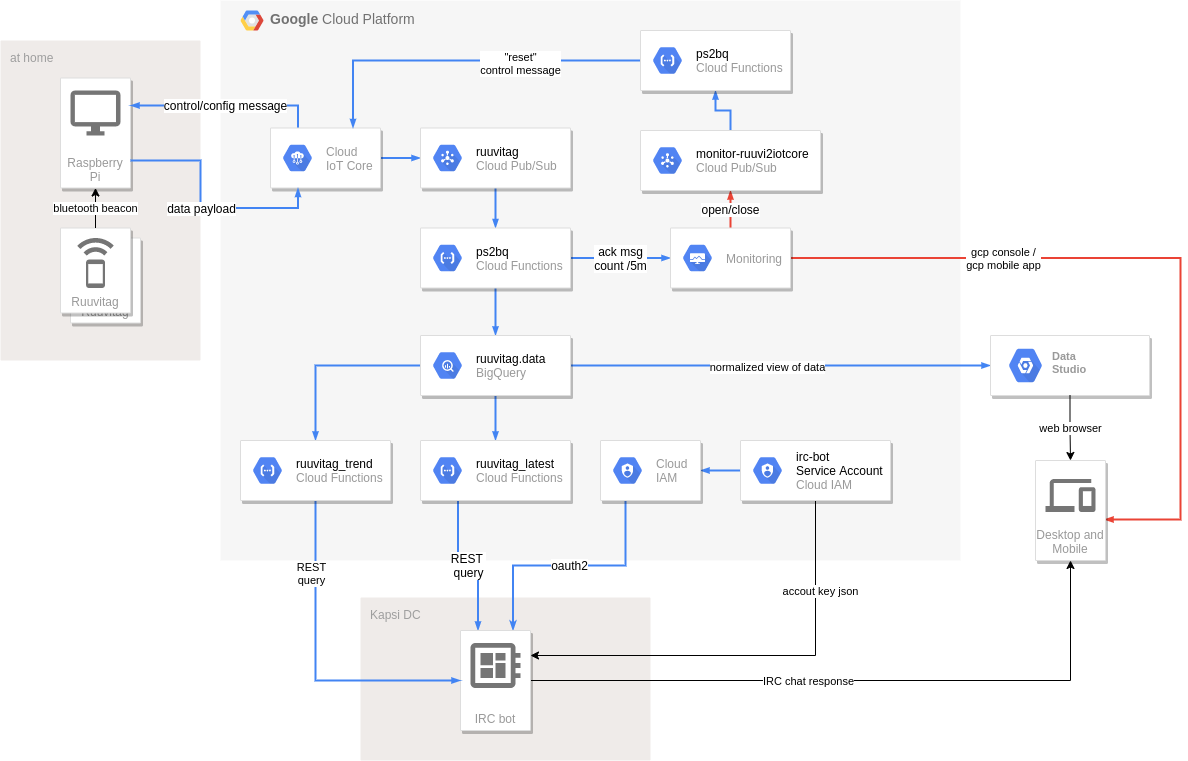 Google Cloud Platform
at home
"reset"
control message
ps2bq
Cloud Functions
control/config message
Raspberry
Pi
Cloud
IoT Core
ruuvitag
Cloud Pub/Sub
monitor-ruuvi2iotcore
Cloud Pub/Sub
bluetooth beacon
data payload
open/close
ps2bq
Cloud Functions
ack msg
count /5m
Monitoring
gcp console /
gcp mobile app
Ruuvitag
Ruuvitag
ruuvitag.data
BigQuery
normalized view of data
Data
Studio
web browser
ruuvitag_trend
Cloud Functions
ruuvitag_latest
Cloud Functions
Cloud
IAM
irc-bot
Service Account
Cloud IAM
Desktop and
Mobile
REST
query
REST
query
oauth2
accout key json
Kapsi DC
IRC chat response
IRC bot